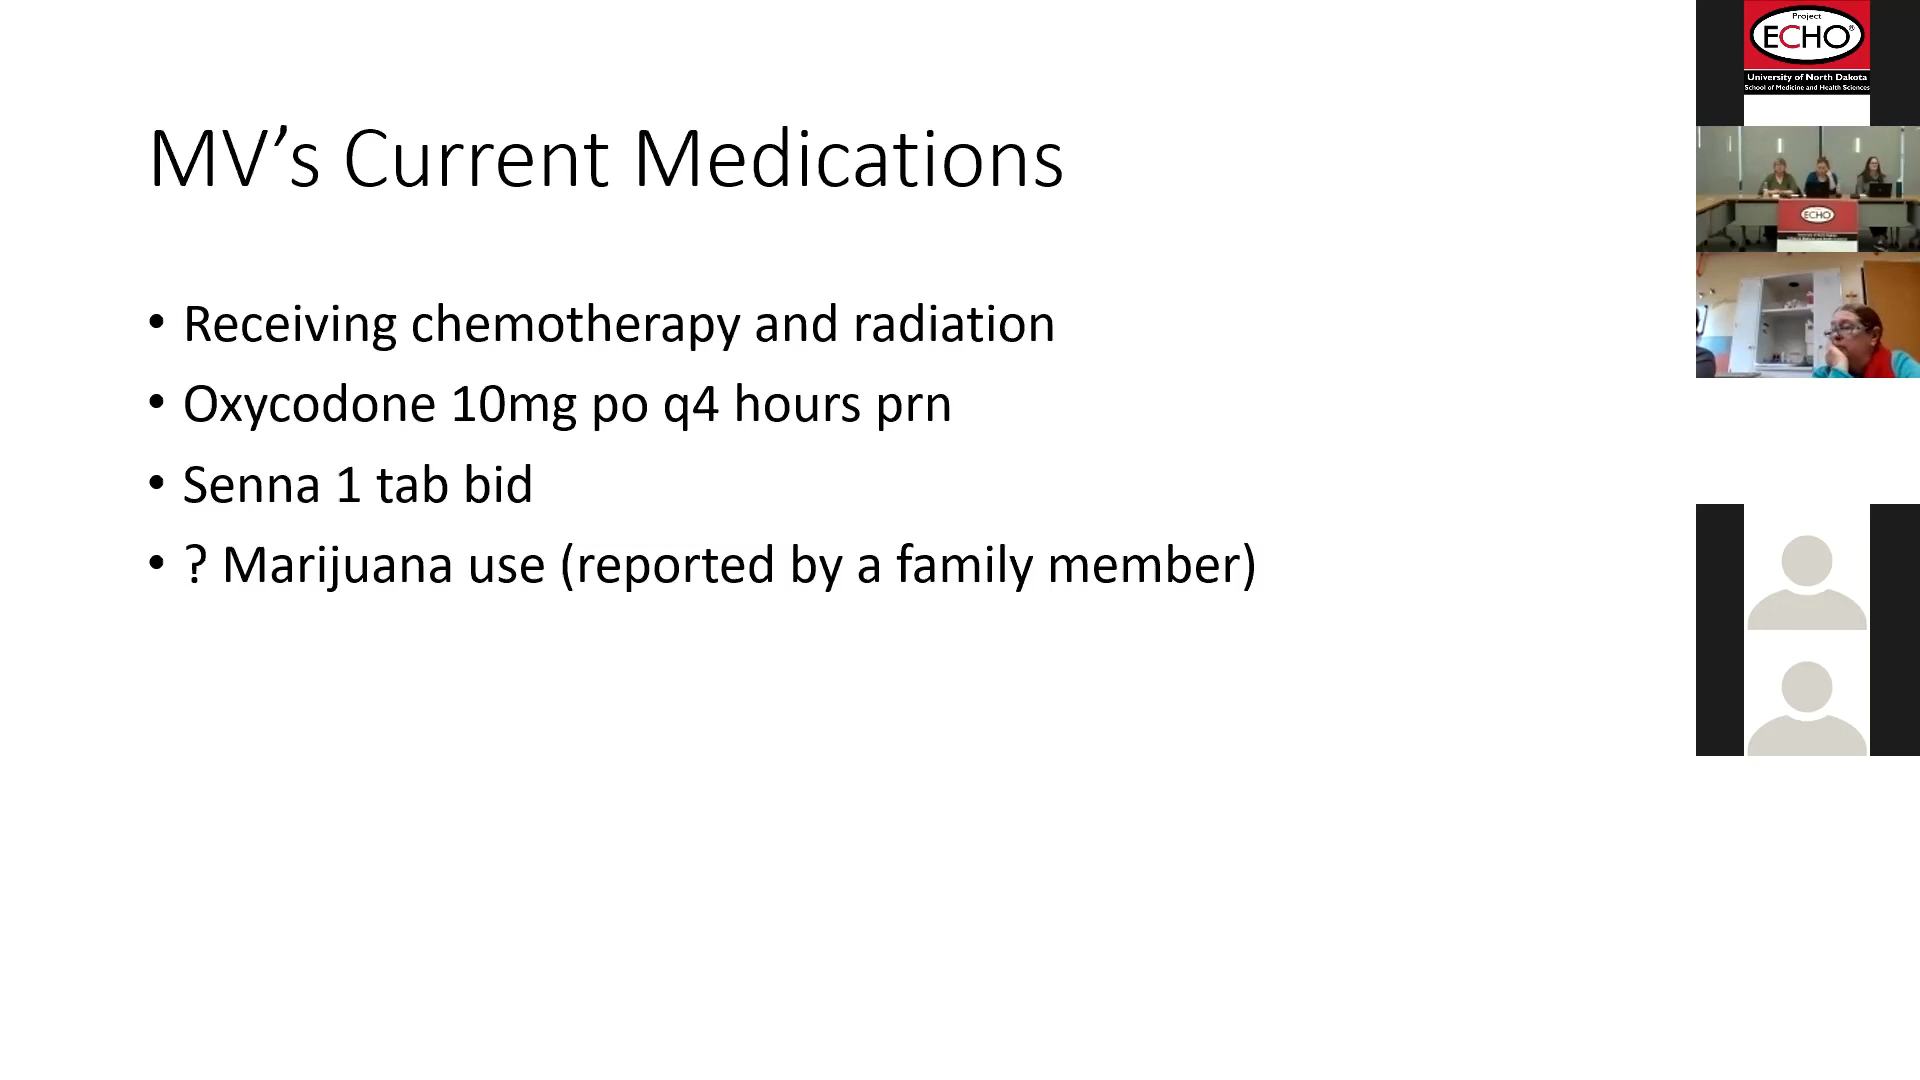 MV’s Current Medications
• Receiving chemotherapy and radiation
• Oxycodone 10mg po q4 hours prn
• Senna 1 tab bid
• ? Marijuana use (reported by a family member)
Project
ECHO®
University of North Dakota
School of Medicine and Health Sciences
ECHO